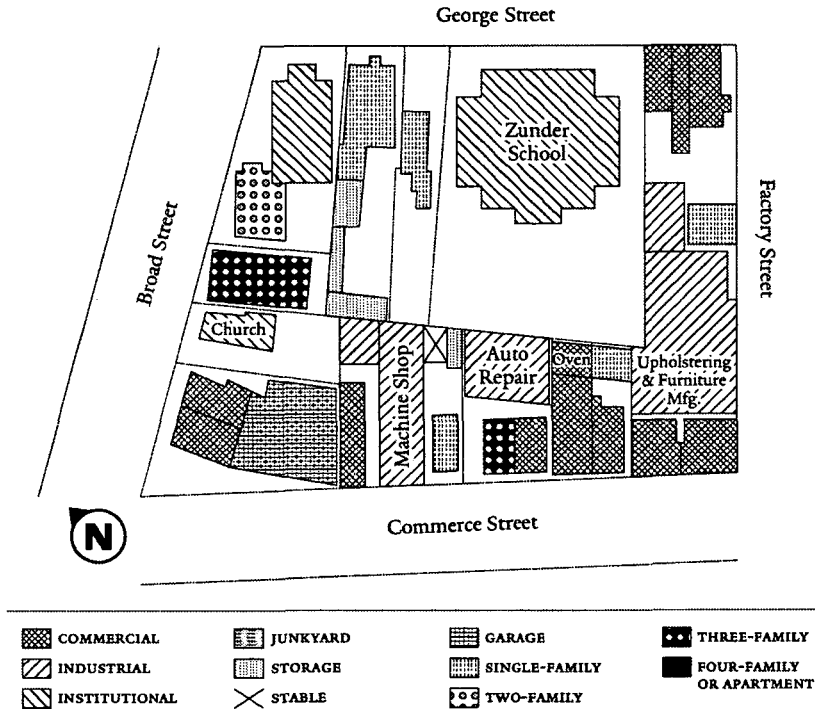 George Street
Zunder
School
Factory Street
Broad Street
Church
Machine Shop
Auto
Repair
Oven
Upholstering
& Furniture
Mfg.
Commerce Street
N
COMMERCIAL
INDUSTRIAL
INSTITUTIONAL
JUNKYARD
STORAGE
STABLE
GARAGE
SINGLE-FAMILY
TWO-FAMILY
THREE-FAMILY
FOUR-FAMILY
OR APARTMENT